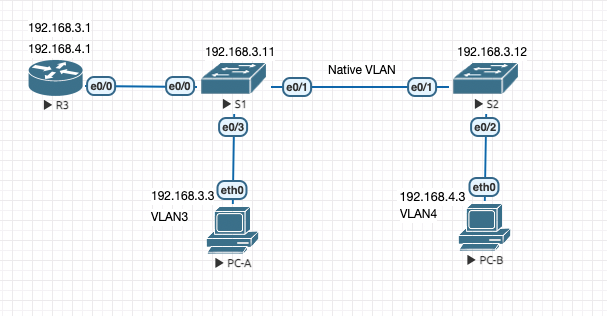 192.168.3.1
192.168.4.1
192.168.3.11
192.168.3.12
Native VLAN
e0/0
e0/0
e0/1
e0/1
R3
S1
S2
e0/3
e0/2
192.168.3.3
eth0
192.168.4.3
eth0
VLAN3
VLAN4
PC-A
PC-B